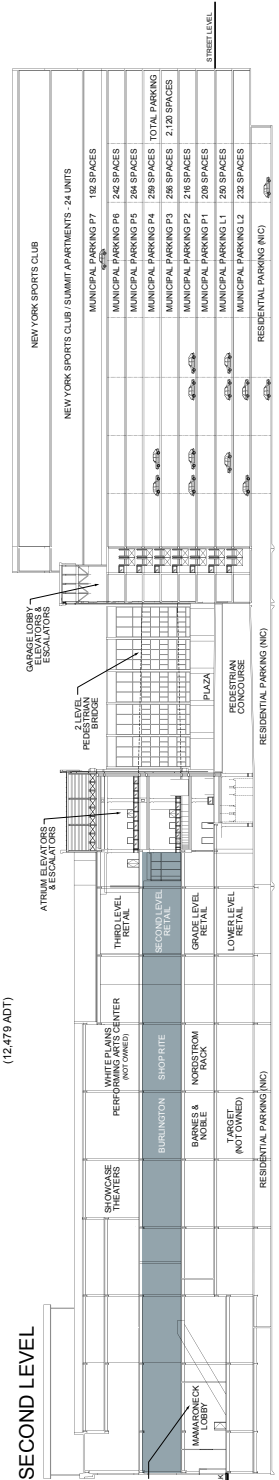 SECOND LEVEL
(12,479 ADT)
MAMARONECK
LOBBY
SHOWCASE
THEATERS
WHITE PLAINS
PERFORMING ARTS CENTER
(NOT OWNED)
THIRD LEVEL
RETAIL
BURLINGTON
SHOPRITE
SECOND LEVEL
RETAIL
BARNES &
NOBLE
NORDSTROM
RACK
GRADE LEVEL
RETAIL
TARGET
(NOT OWNED)
LOWER LEVEL
RETAIL
RESIDENTIAL PARKING (NIC)
ATRIUM ELEVATORS
& ESCALATORS
2 LEVEL
PEDESTRIAN
BRIDGE
GARAGE LOBBY
ELEVATORS &
ESCALATORS
PLAZA
PEDESTRIAN
CONCOURSE
RESIDENTIAL PARKING (NIC)
NEW YORK SPORTS CLUB
NEW YORK SPORTS CLUB / SUMMIT APARTMENTS - 24 UNITS
MUNICIPAL PARKING P7 192 SPACES
MUNICIPAL PARKING P6 242 SPACES
MUNICIPAL PARKING P5 264 SPACES
MUNICIPAL PARKING P4 259 SPACES
TOTAL PARKING
MUNICIPAL PARKING P3 256 SPACES
2,120 SPACES
MUNICIPAL PARKING P2 216 SPACES
MUNICIPAL PARKING P1 209 SPACES
MUNICIPAL PARKING L1 250 SPACES
MUNICIPAL PARKING L2 232 SPACES
RESIDENTIAL PARKING (NIC)
STREET LEVEL